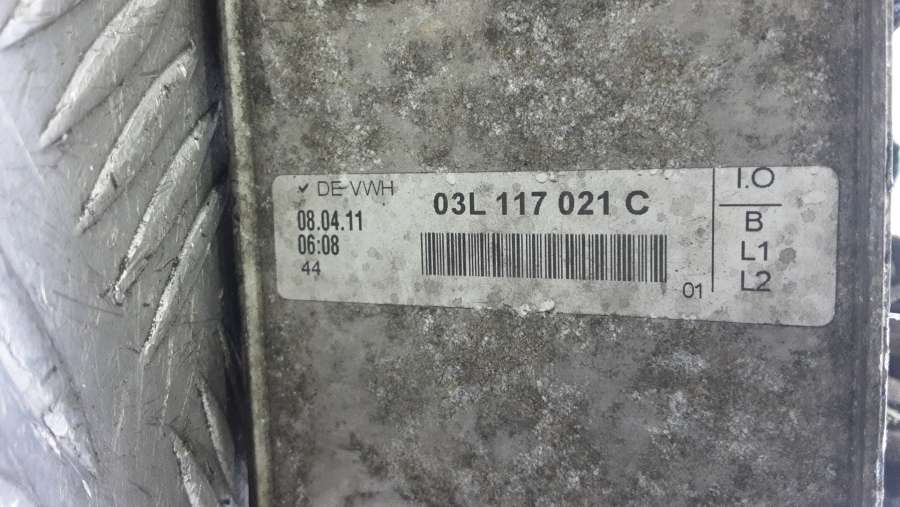 ✓ DE-VWH
08.04.11
06:08
44
03L 117 021 C
01
I.O
B
L1
L2